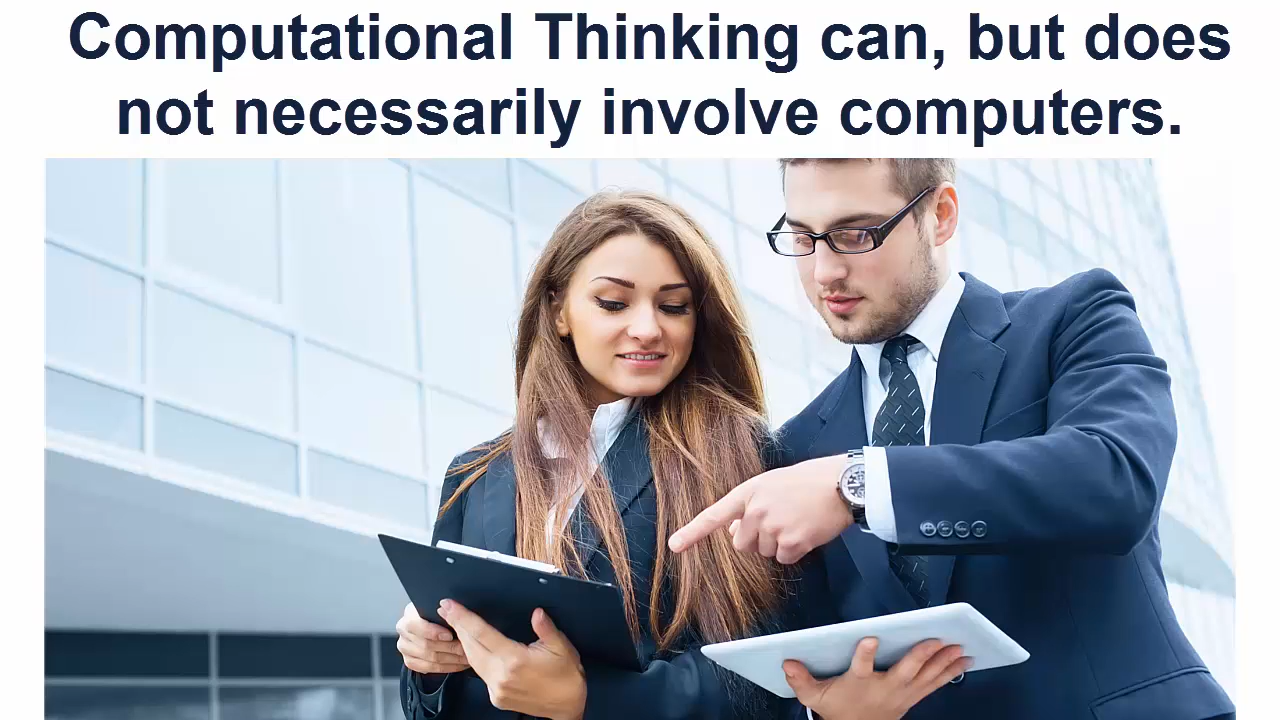 Computational Thinking can, but does
not necessarily involve computers.